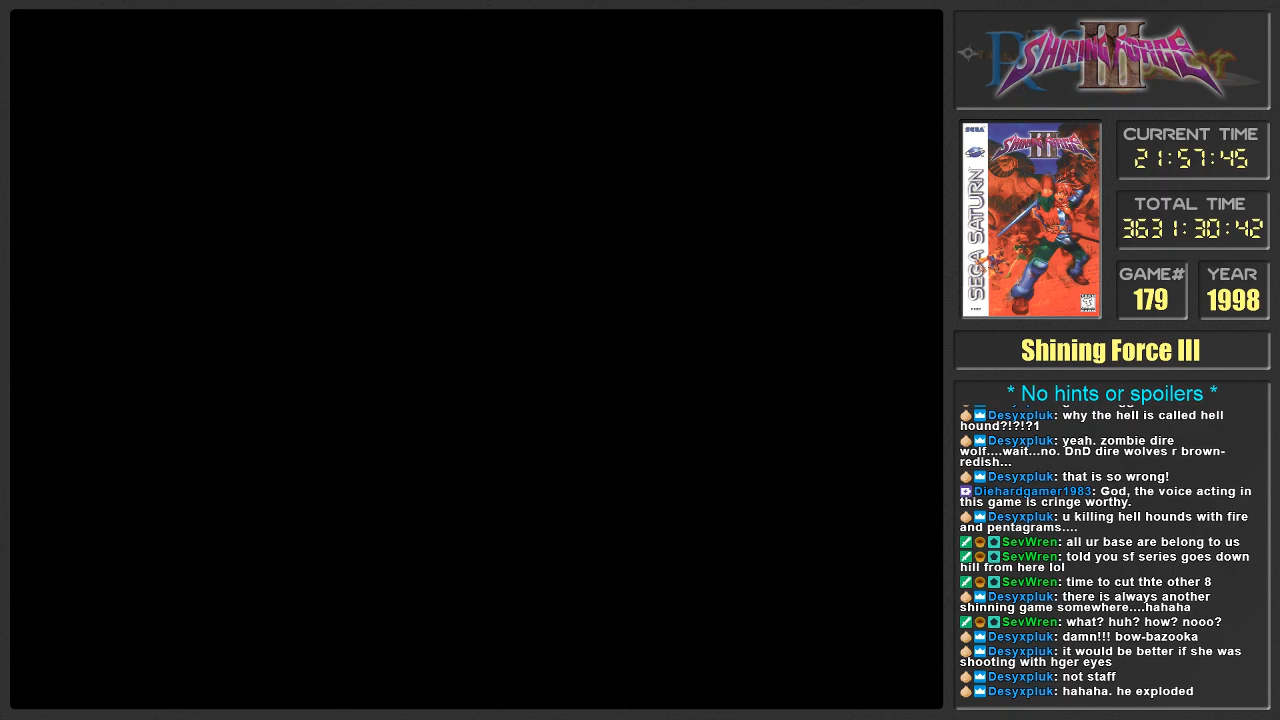 SHINING FORCE
III
SEGA
SHINING FORCE
III
SEGA SATURN
CURRENT TIME
21:57:45
TOTAL TIME
3631:30:42
GAME#
179
YEAR
1998
Shining Force III
* No hints or spoilers *
Desyxpluk: why the hell is called hell
hound?!?!?1
Desyxpluk: yeah. zombie dire
wolf....wait...no. DnD dire wolves r brown-
redish...
Desyxpluk: that is so wrong!
Diehardgamer1983: God, the voice acting in
this game is cringe worthy.
Desyxpluk: u killing hell hounds with fire
and pentagrams....
SevWren: all ur base are belong to us
SevWren: told you sf series goes down
hill from here lol
SevWren: time to cut thte other 8
Desyxpluk: there is always another
shinning game somewhere....hahaha
SevWren: what? huh? how? nooo?
Desyxpluk: damn!!! bow-bazooka
Desyxpluk: it would be better if she was
shooting with hger eyes
Desyxpluk: not staff
Desyxpluk: hahaha. he exploded